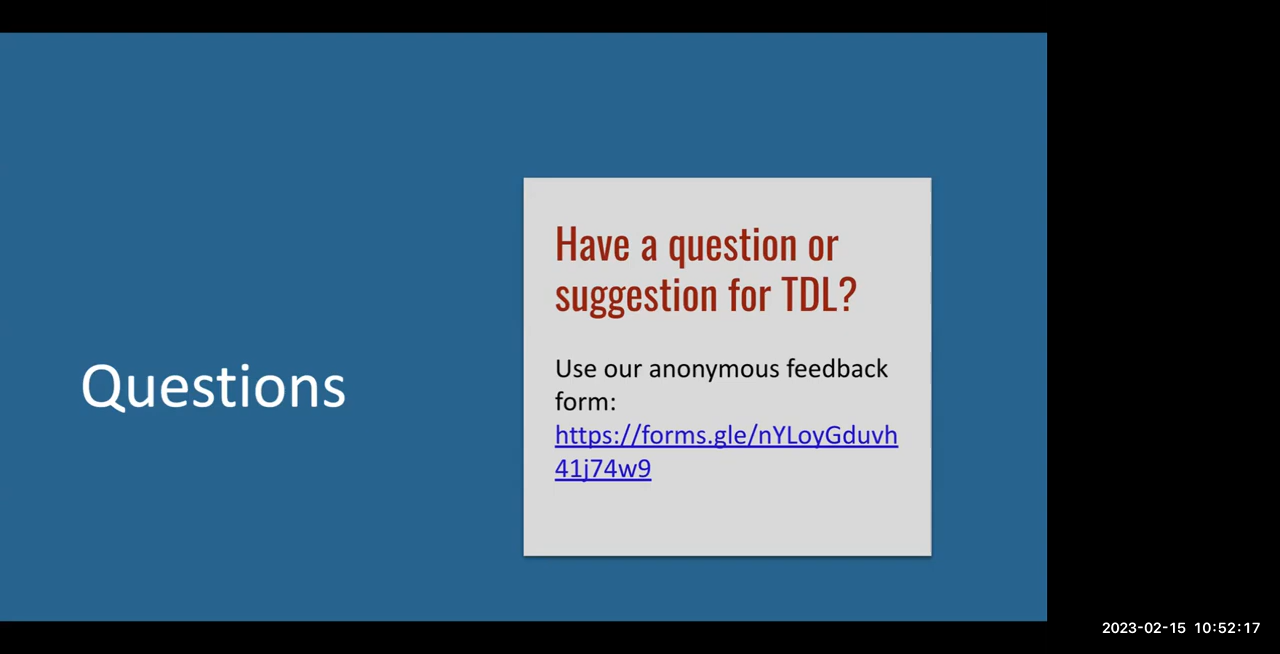 Questions
Have a question or
suggestion for TDL?
Use our anonymous feedback
form:
https://forms.gle/nYLoyGduvh
41j74w9
2023-02-15 10:52:17